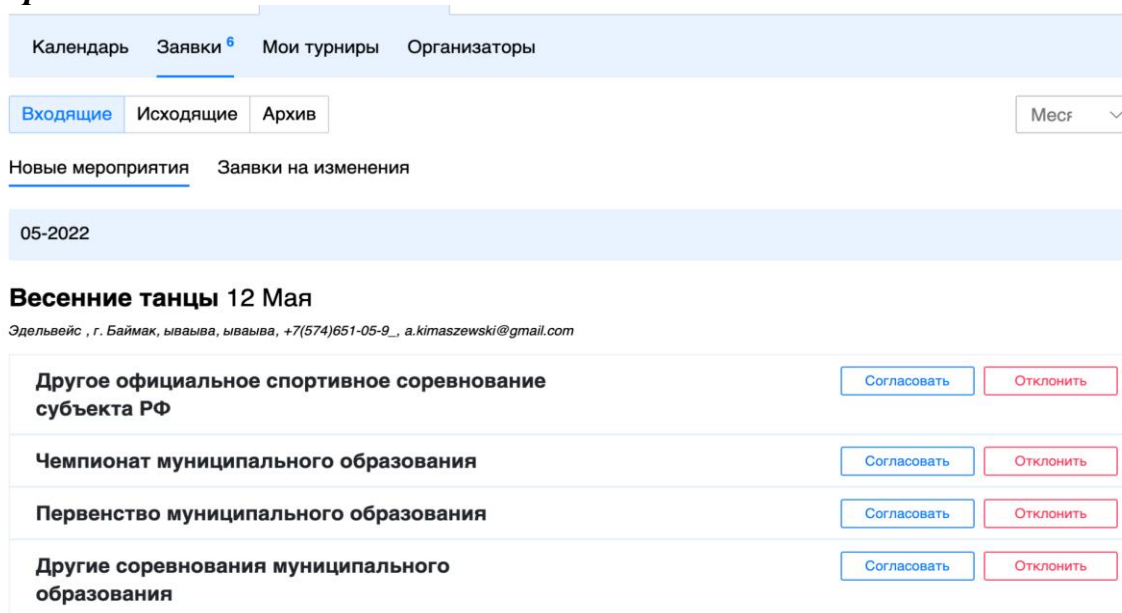 Календарь Заявки 6 Мои турниры Организаторы
Входящие Исходящие Архив
Новые мероприятия Заявки на изменения
05-2022
Весенние танцы 12 Мая
Эдельвейс , г. Баймак, ываыва, ываыва, +7(574)651-05-9_, a.kimaszewski@gmail.com
Другое официальное спортивное соревнование Согласовать Отклонить
субъекта РФ
Чемпионат муниципального образования Согласовать Отклонить
Первенство муниципального образования Согласовать Отклонить
Другие соревнования муниципального Согласовать Отклонить
образования